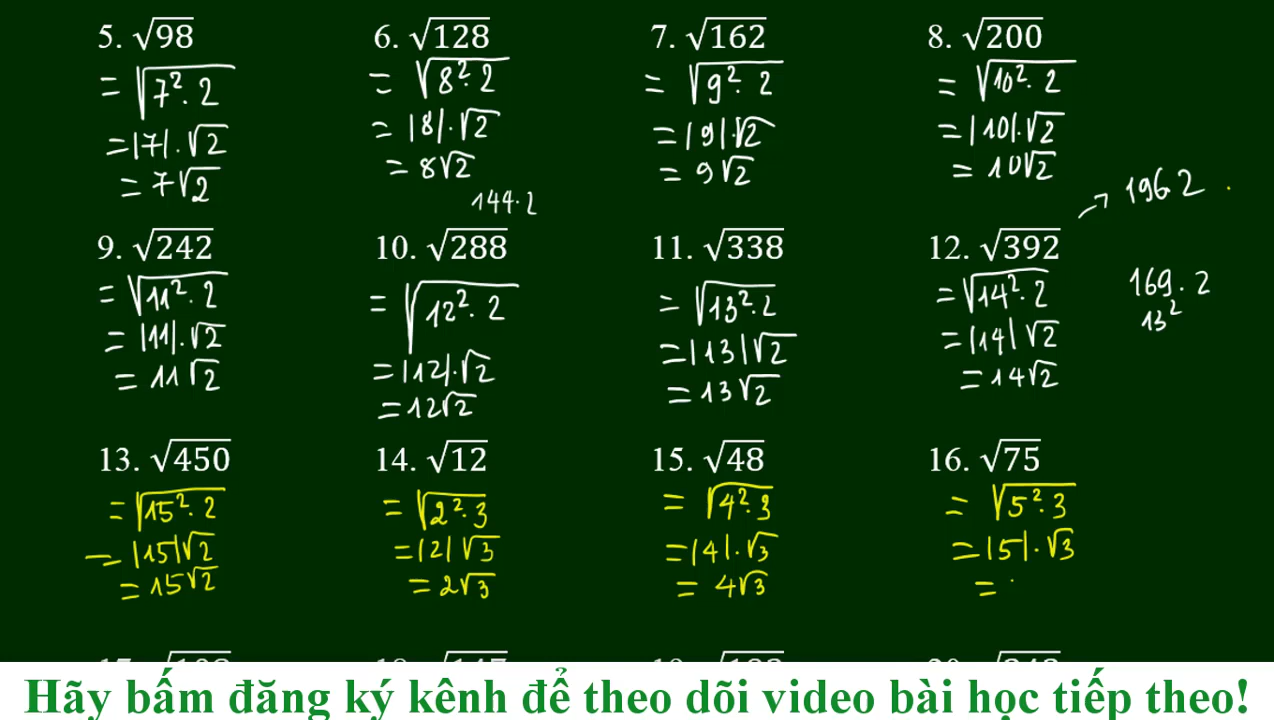 5. √98 6. √128 7. √162 8. √200
= √7². 2 = √8². 2 = √9². 2 = √10². 2
= |7|. √2 = |8|. √2 = |9|. √2 = |10|. √2
= 7√2 = 8√2 = 9√2 = 10√2
144. 2 → 196 2 .
9. √242 10. √288 11. √338 12. √392
= √11². 2 = √12². 2 = √13². 2 = √14². 2 169. 2
13²
= |11|. √2 = |12|. √2 = |13|√2 = |14|√2
= 11√2 = 12√2 = 13√2 = 14√2
13. √450 14. √12 15. √48 16. √75
= √15². 2 = √2². 3 = √4². 3 = √5². 3
= |15|√2 = |2|√3 = |4|. √3 = |5|. √3
= 15√2 = 2√3 = 4√3 = .
Hãy bấm đăng ký kênh để theo dõi video bài học tiếp theo!